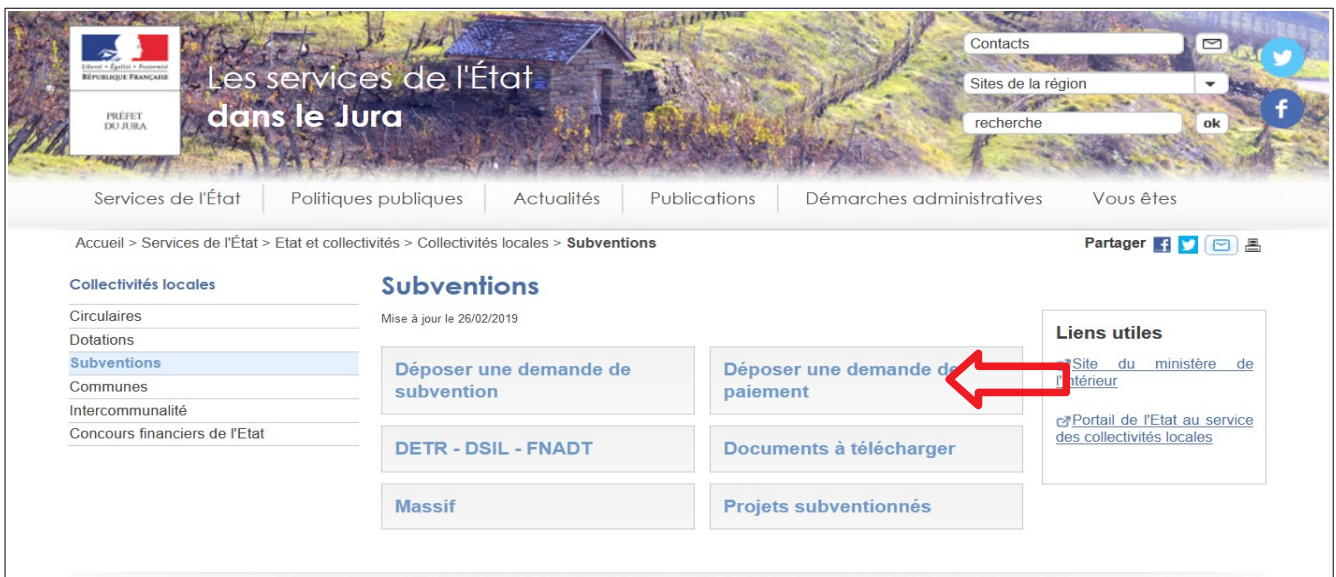 Liberté • Égalité • Fraternité
RÉPUBLIQUE FRANÇAISE
PRÉFET
DU JURA
Les services de l'État
dans le Jura
Contacts
Sites de la région
recherche
ok
Services de l'État
Politiques publiques
Actualités
Publications
Démarches administratives
Vous êtes
Accueil > Services de l'État > Etat et collectivités > Collectivités locales > Subventions
Partager
Collectivités locales
Circulaires
Dotations
Subventions
Communes
Intercommunalité
Concours financiers de l'Etat
Subventions
Mise à jour le 26/02/2019
Déposer une demande de
subvention
Déposer une demande de
paiement
DETR - DSIL - FNADT
Documents à télécharger
Massif
Projets subventionnés
Liens utiles
Site du ministère de
l'Intérieur
Portail de l'Etat au service
des collectivités locales